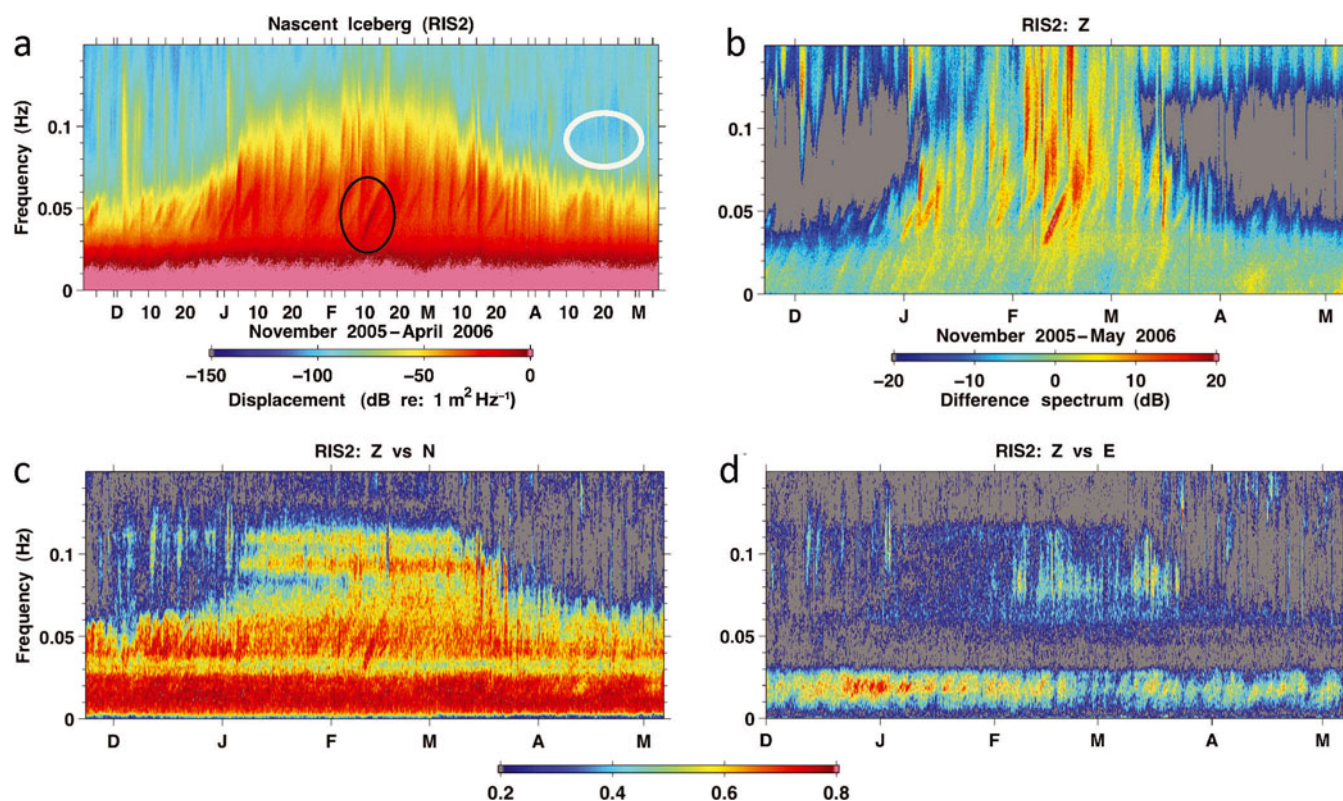 a
Nascent Iceberg (RIS2)
Frequency (Hz)
0.1
0.05
0
D 10 20 J 10 20 F 10 20 M 10 20 A 10 20 M
November 2005–April 2006
−150 −100 −50 0
Displacement (dB re: 1 m² Hz⁻¹)
b
RIS2: Z
0.1
0.05
0
D J F M A M
November 2005–May 2006
−20 −10 0 10 20
Difference spectrum (dB)
c
RIS2: Z vs N
Frequency (Hz)
0.1
0.05
0
D J F M A M
d
RIS2: Z vs E
0.1
0.05
0
D J F M A M
0.2 0.4 0.6 0.8